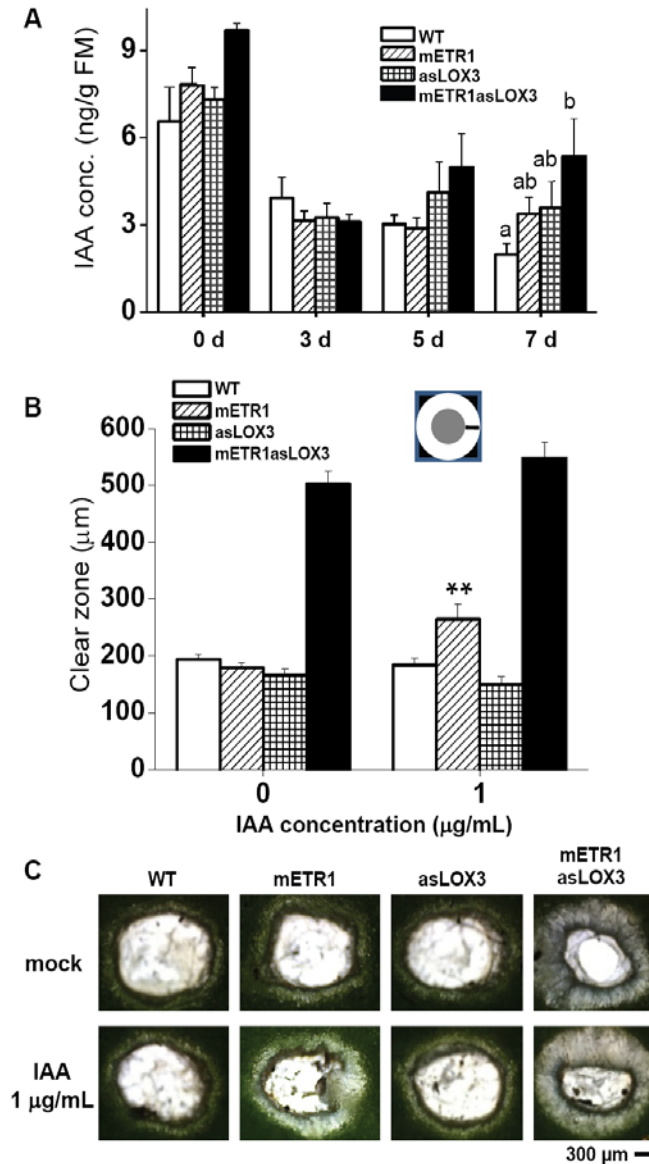 A
IAA conc. (ng/g FM)
9
6
3
0
WT
mETR1
asLOX3
mETR1asLOX3
a
ab
ab
b
0 d
3 d
5 d
7 d
B
Clear zone (μm)
600
500
400
300
200
100
0
WT
mETR1
asLOX3
mETR1asLOX3
**
0
1
IAA concentration (μg/mL)
C
WT
mETR1
asLOX3
mETR1
asLOX3
mock
IAA
1 μg/mL
300 μm